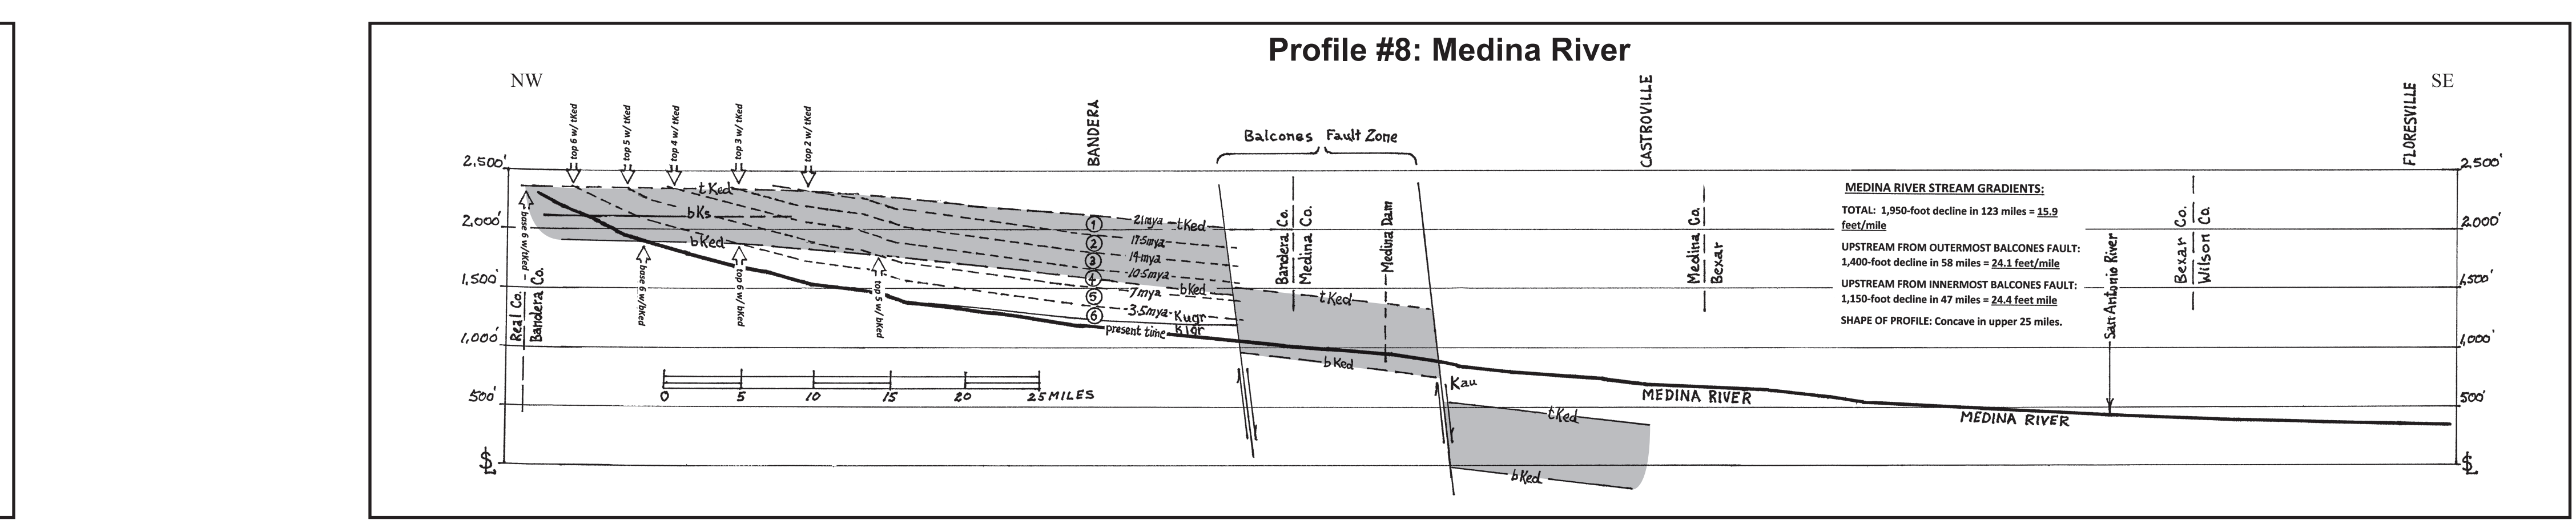 Profile #8: Medina River
NW
SE
top 6 w/ tKed
top 5 w/ tKed
top 4 w/ tKed
top 3 w/ tKed
top 2 w/ tKed
BANDERA
Balcones Fault Zone
CASTROVILLE
FLORESVILLE
2,500'
2,000'
1,500'
1,000'
500'
2,500'
2,000'
1,500'
1,000'
500'
tKed
bKs
bKed
base 6 w/tKed
Real Co.
Bandera Co.
base 6 w/bKed
top 6 w/ bKed
top 5 w/ bKed
1
2
3
4
5
6
21mya
tKed
17.5mya
14mya
10.5mya
bKed
7mya
3.5mya
Kugr
Klgr
present time
Bandera Co.
Medina Co.
Medina Dam
tKed
bKed
Kau
tKed
bKed
0 5 10 15 20 25 MILES
MEDINA RIVER
MEDINA RIVER
Medina Co.
Bexar
San Antonio River
Bexar Co.
Wilson Co.
MEDINA RIVER STREAM GRADIENTS:
TOTAL: 1,950-foot decline in 123 miles = 15.9
feet/mile
UPSTREAM FROM OUTERMOST BALCONES FAULT:
1,400-foot decline in 58 miles = 24.1 feet/mile
UPSTREAM FROM INNERMOST BALCONES FAULT:
1,150-foot decline in 47 miles = 24.4 feet mile
SHAPE OF PROFILE: Concave in upper 25 miles.